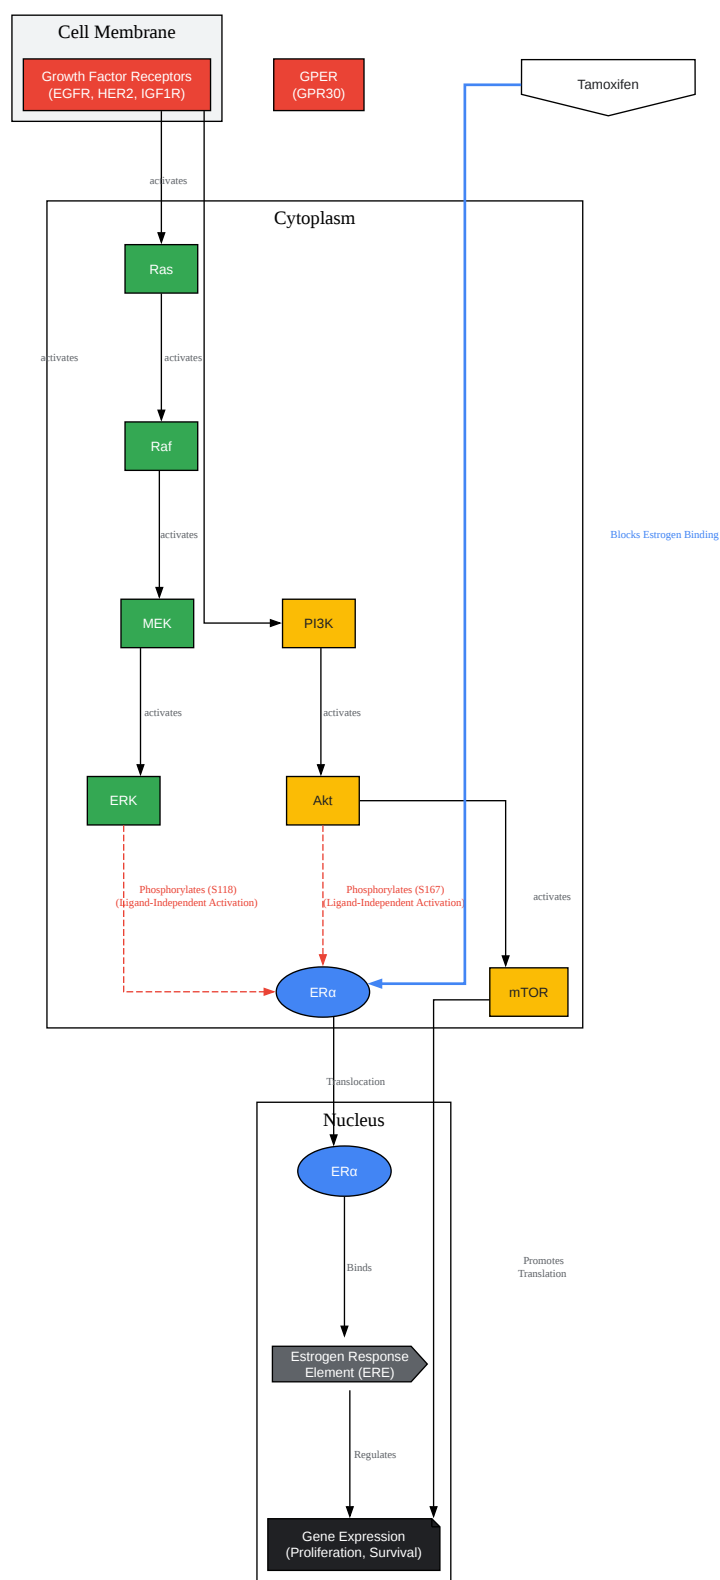 Cell Membrane
Growth Factor Receptors
(EGFR, HER2, IGF1R)
GPER
(GPR30)
Tamoxifen
activates
Cytoplasm
Ras
activates
activates
Raf
activates
Blocks Estrogen Binding
MEK
PI3K
activates
activates
ERK
Akt
Phosphorylates (S118)
(Ligand-Independent Activation)
Phosphorylates (S167)
(Ligand-Independent Activation)
activates
ERα
mTOR
Translocation
Nucleus
ERα
Binds
Promotes
Translation
Estrogen Response
Element (ERE)
Regulates
Gene Expression
(Proliferation, Survival)